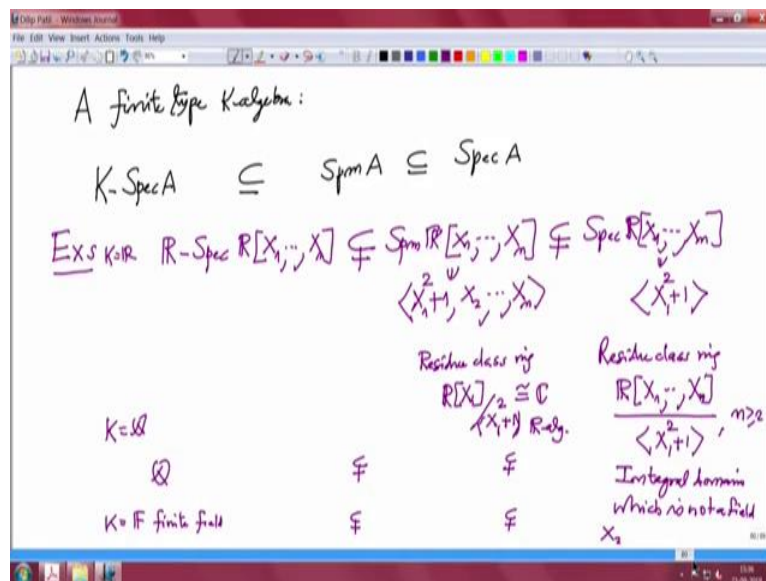 Dilip Patil - Windows Journal
File Edit View Insert Actions Tools Help
A finite type K-algebra :
K-Spec A ⊆ Spm A ⊆ Spec A
Exs K=ℝ ℝ-Spec ℝ[X₁,…,Xₙ] ⊊ Spm ℝ[X₁,…,Xₙ] ⊊ Spec ℝ[X₁,…,Xₙ]
⟨X₁²+1, X₂,…,Xₙ⟩ ⟨X₁²+1⟩
Residue class ring Residue class ring
ℝ[X₁]/⟨X₁²+1⟩ ≅ ℂ ℝ[X₁,…,Xₙ]/⟨X₁²+1⟩, n≥2
ℝ-alg.
K=ℚ
ℚ ⊊ ⊊
Integral domain
which is not a field
K=𝔽 finite field ⊊ ⊊
X₂